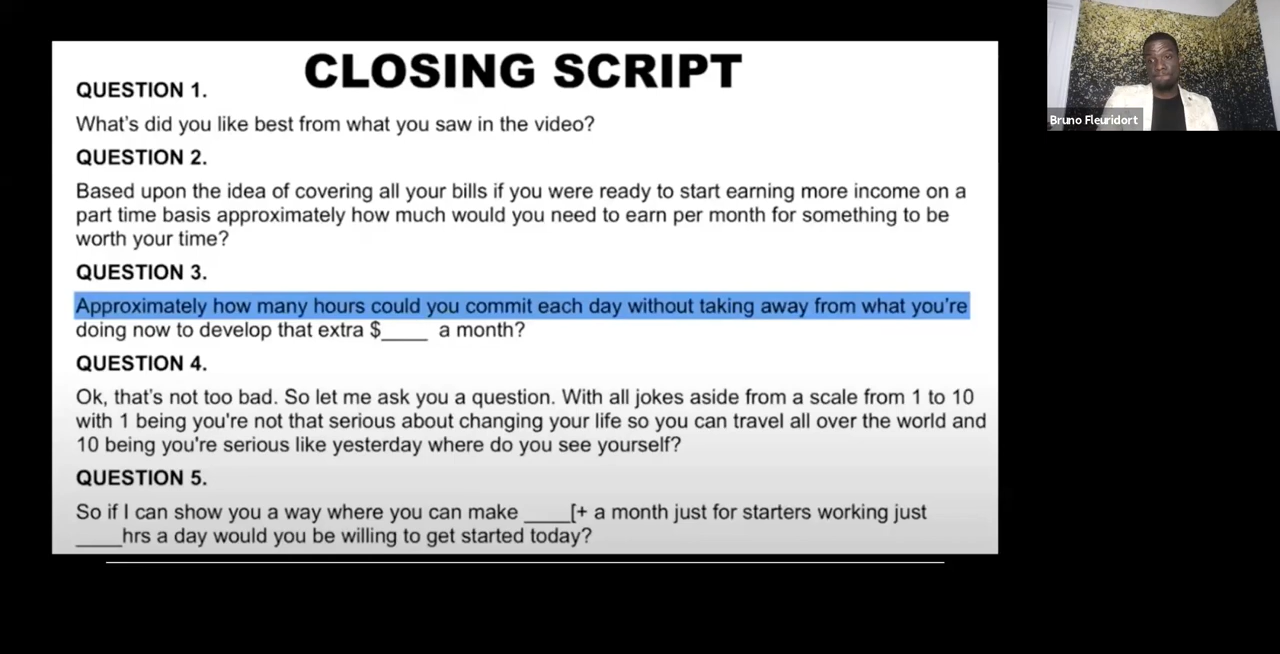 CLOSING SCRIPT
QUESTION 1.
What's did you like best from what you saw in the video?
QUESTION 2.
Based upon the idea of covering all your bills if you were ready to start earning more income on a
part time basis approximately how much would you need to earn per month for something to be
worth your time?
QUESTION 3.
Approximately how many hours could you commit each day without taking away from what you're
doing now to develop that extra $____ a month?
QUESTION 4.
Ok, that's not too bad. So let me ask you a question. With all jokes aside from a scale from 1 to 10
with 1 being you're not that serious about changing your life so you can travel all over the world and
10 being you're serious like yesterday where do you see yourself?
QUESTION 5.
So if I can show you a way where you can make ____[+ a month just for starters working just
____hrs a day would you be willing to get started today?
Bruno Fleuridort